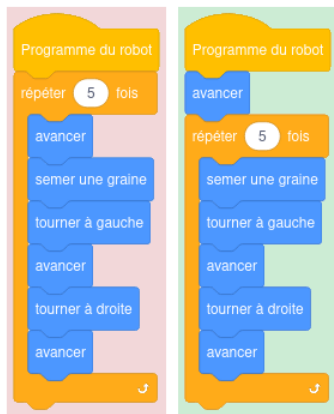 Programme du robot
répéter 5 fois
avancer
semer une graine
tourner à gauche
avancer
tourner à droite
avancer
Programme du robot
avancer
répéter 5 fois
semer une graine
tourner à gauche
avancer
tourner à droite
avancer